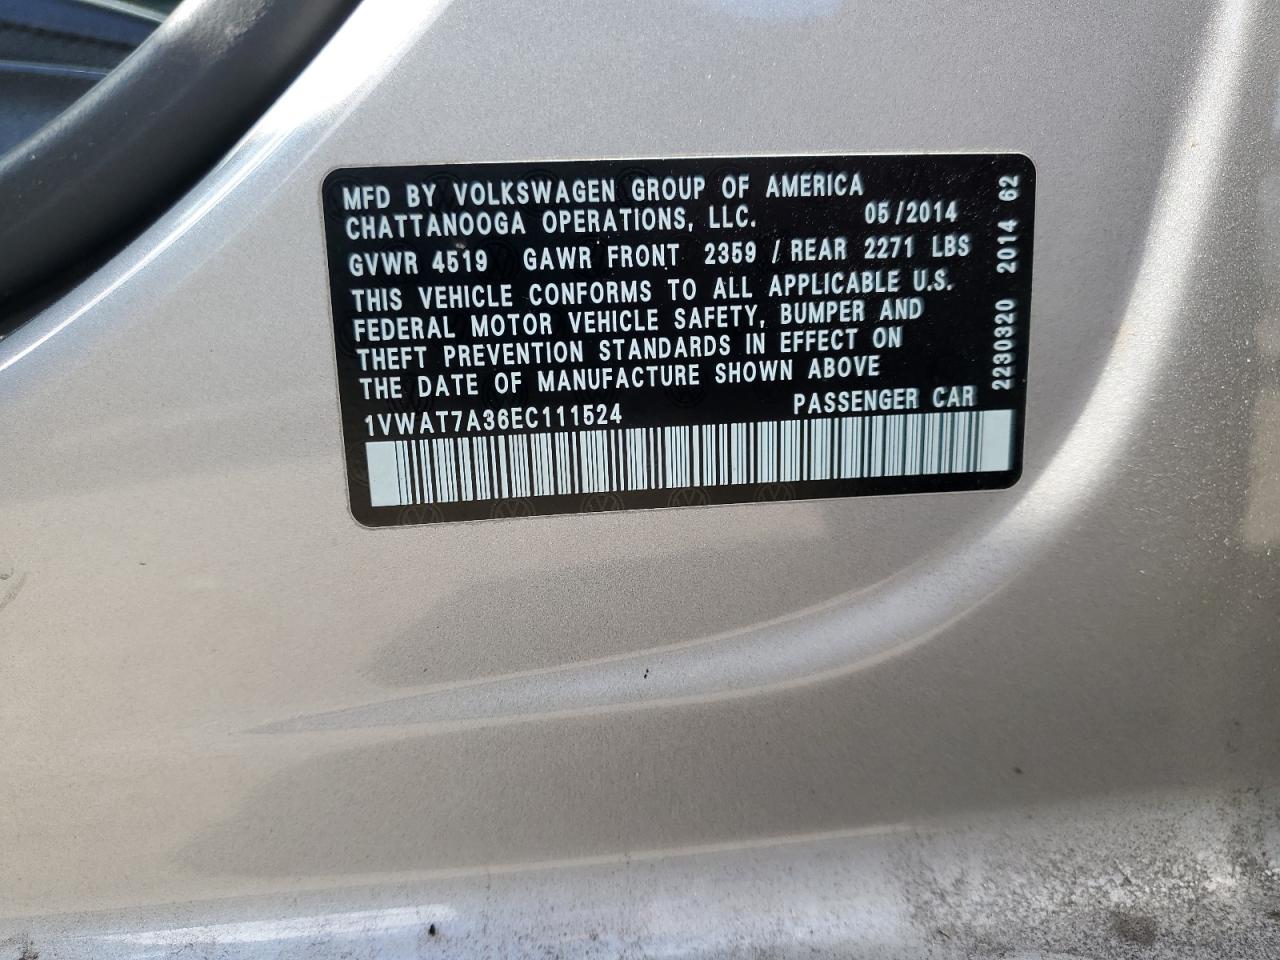 MFD BY VOLKSWAGEN GROUP OF AMERICA
CHATTANOOGA OPERATIONS, LLC. 05/2014
GVWR 4519 GAWR FRONT 2359 / REAR 2271 LBS
THIS VEHICLE CONFORMS TO ALL APPLICABLE U.S.
FEDERAL MOTOR VEHICLE SAFETY, BUMPER AND
THEFT PREVENTION STANDARDS IN EFFECT ON
THE DATE OF MANUFACTURE SHOWN ABOVE
1VWAT7A36EC111524 PASSENGER CAR
2230320 2014 62